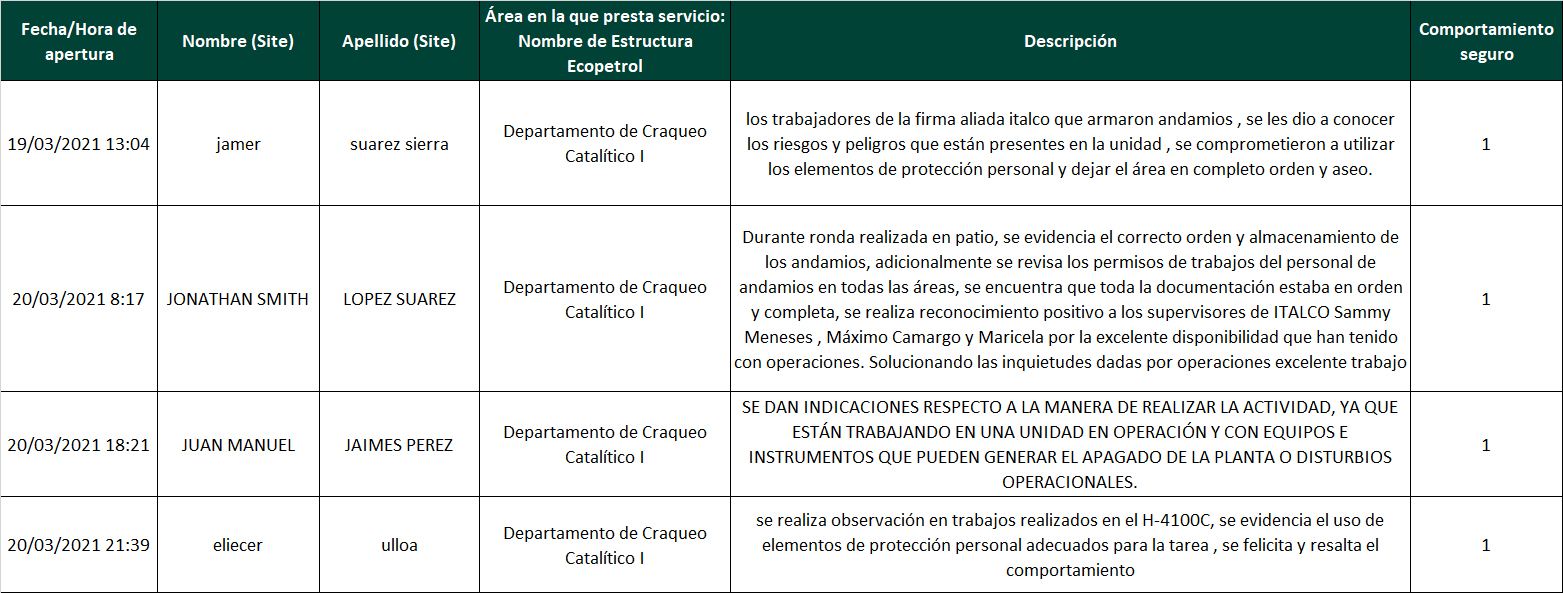 Fecha/Hora de
apertura
Nombre (Site)
Apellido (Site)
Área en la que presta servicio:
Nombre de Estructura
Ecopetrol
Descripción
Comportamiento
seguro
19/03/2021 13:04
jamer
suarez sierra
Departamento de Craqueo
Catalítico I
los trabajadores de la firma aliada italco que armaron andamios , se les dio a conocer
los riesgos y peligros que están presentes en la unidad , se comprometieron a utilizar
los elementos de protección personal y dejar el área en completo orden y aseo.
1
20/03/2021 8:17
JONATHAN SMITH
LOPEZ SUAREZ
Departamento de Craqueo
Catalítico I
Durante ronda realizada en patio, se evidencia el correcto orden y almacenamiento de
los andamios, adicionalmente se revisa los permisos de trabajos del personal de
andamios en todas las áreas, se encuentra que toda la documentación estaba en orden
y completa, se realiza reconocimiento positivo a los supervisores de ITALCO Sammy
Meneses , Máximo Camargo y Maricela por la excelente disponibilidad que han tenido
con operaciones. Solucionando las inquietudes dadas por operaciones excelente trabajo
1
20/03/2021 18:21
JUAN MANUEL
JAIMES PEREZ
Departamento de Craqueo
Catalítico I
SE DAN INDICACIONES RESPECTO A LA MANERA DE REALIZAR LA ACTIVIDAD, YA QUE
ESTÁN TRABAJANDO EN UNA UNIDAD EN OPERACIÓN Y CON EQUIPOS E
INSTRUMENTOS QUE PUEDEN GENERAR EL APAGADO DE LA PLANTA O DISTURBIOS
OPERACIONALES.
1
20/03/2021 21:39
eliecer
ulloa
Departamento de Craqueo
Catalítico I
se realiza observación en trabajos realizados en el H-4100C, se evidencia el uso de
elementos de protección personal adecuados para la tarea , se felicita y resalta el
comportamiento
1